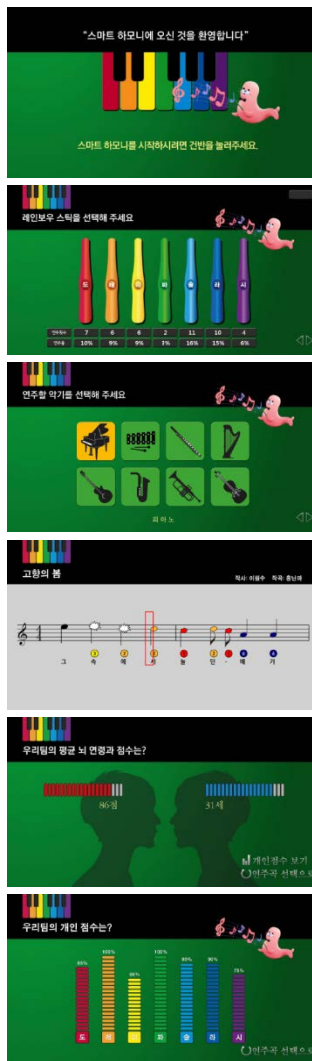 "스마트 하모니에 오신 것을 환영합니다"
스마트 하모니를 시작하시려면 건반을 눌러주세요.
레인보우 스틱을 선택해 주세요
도 레 미 파 솔 라 시
연주횟수 7 6 6 2 11 10 4
연주율 10% 9% 9% 3% 16% 15% 6%
연주할 악기를 선택해 주세요
피아노
고향의 봄
작사: 이원수 작곡: 홍난파
그 속 에 서 놀 던 - 때 가
우리팀의 평균 뇌 연령과 점수는?
86점 31세
개인점수 보기
연주곡 선택으로
우리팀의 개인 점수는?
100% 100%
도 레 미 파 솔 라 시
연주곡 선택으로